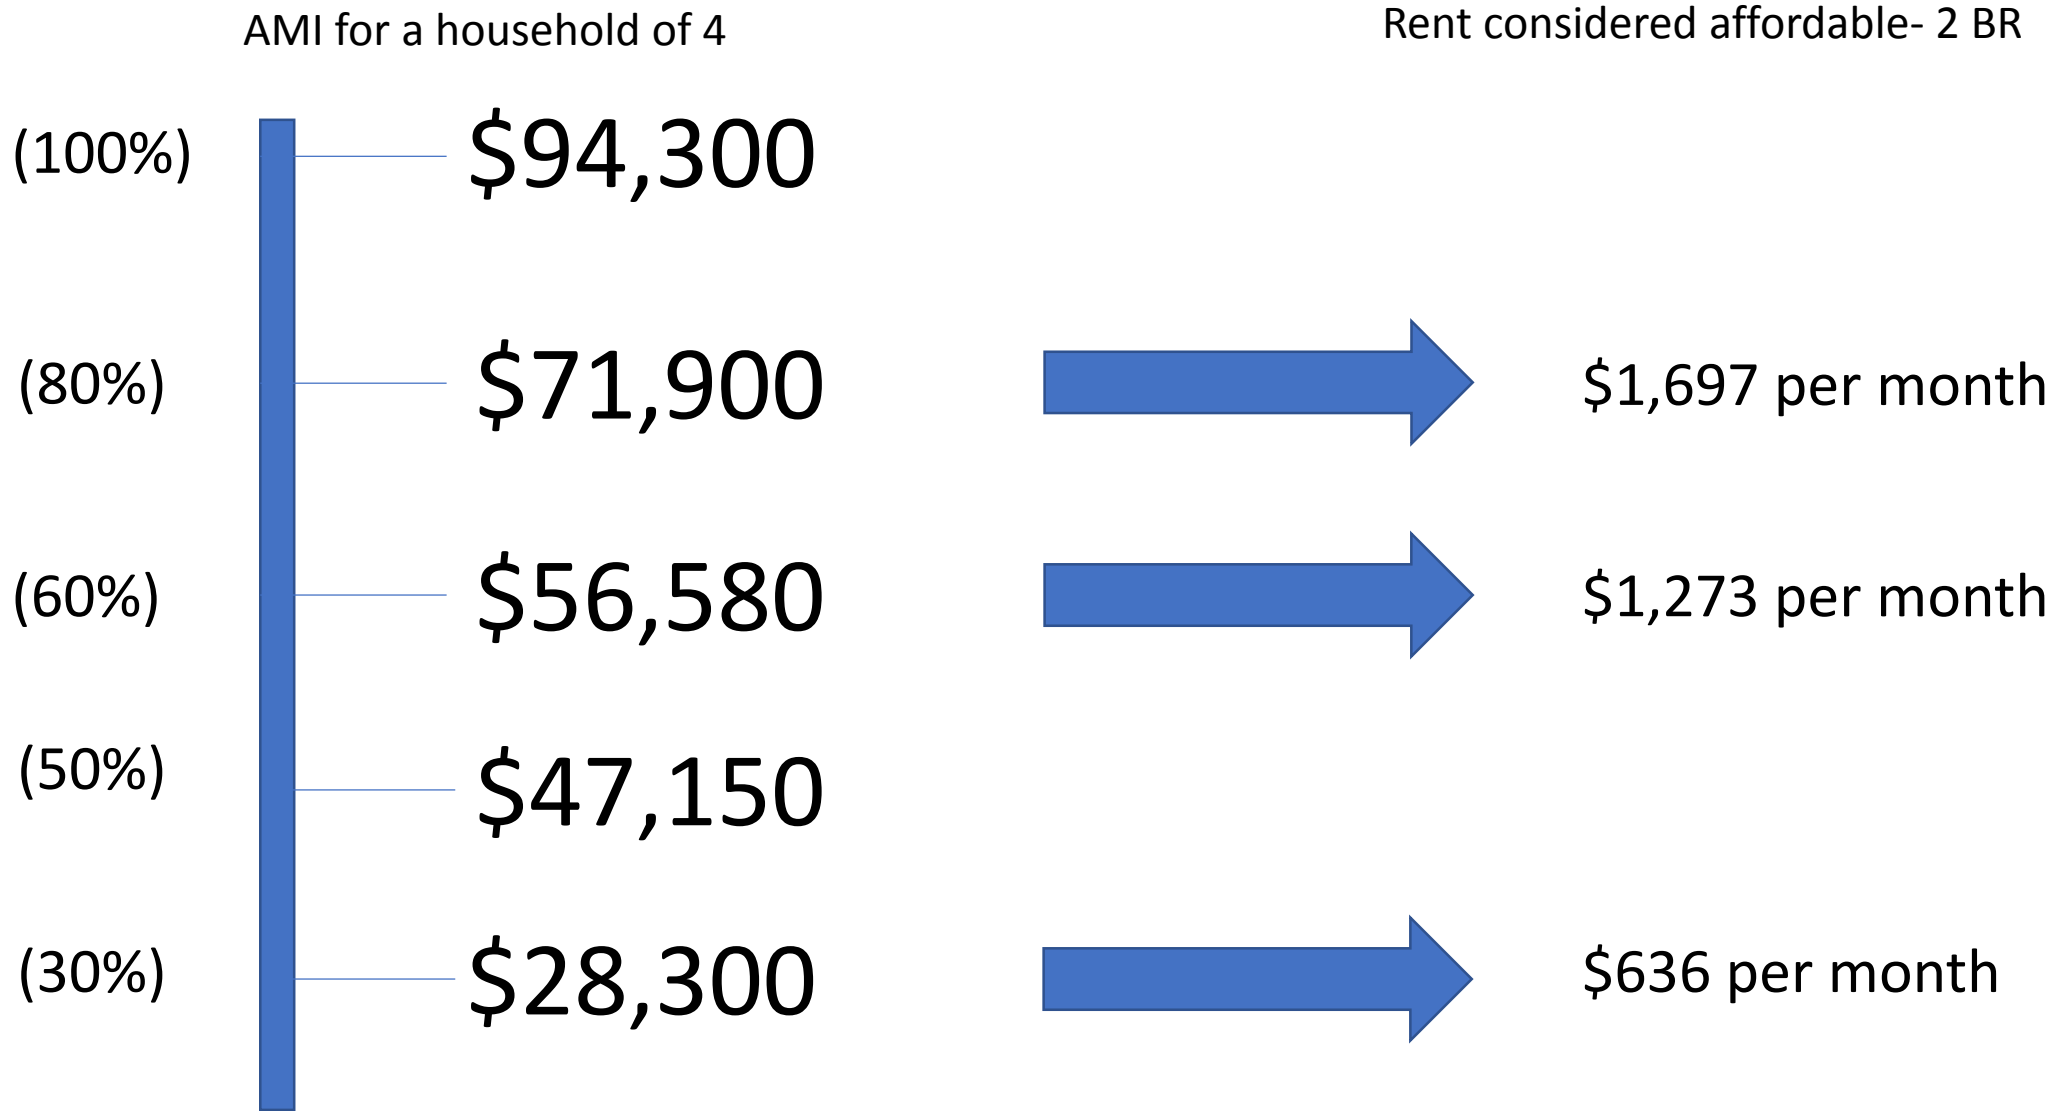 AMI for a household of 4
Rent considered affordable- 2 BR
(100%) $94,300
(80%) $71,900 $1,697 per month
(60%) $56,580 $1,273 per month
(50%) $47,150
(30%) $28,300 $636 per month